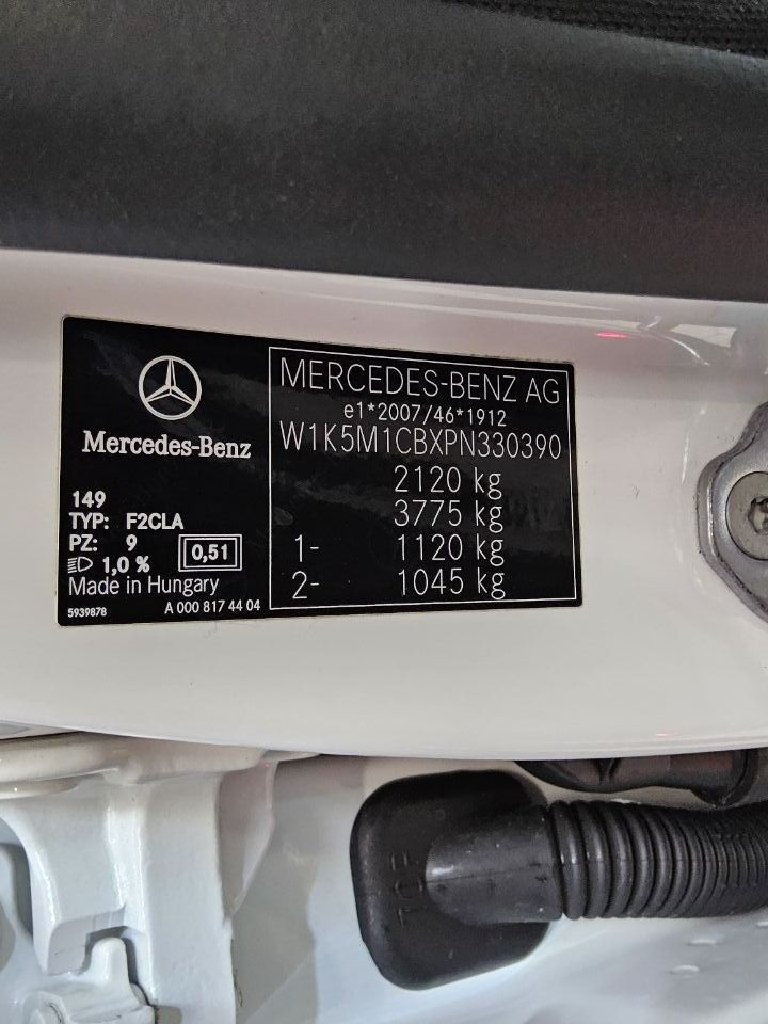 Mercedes-Benz
149
TYP: F2CLA
PZ: 9
1,0 %
0,51
Made in Hungary
5939878
A 000 817 44 04
MERCEDES-BENZ AG
e1*2007/46*1912
W1K5M1CBXPN330390
2120 kg
3775 kg
1- 1120 kg
2- 1045 kg